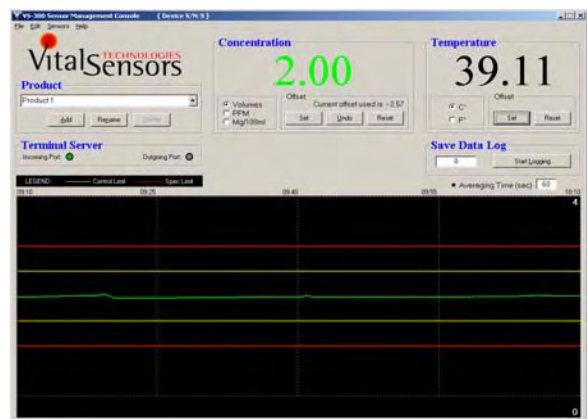 VS-300 Sensor Management Console (Device S/N:9)
File Edit Sensors Help
VitalSensors
TECHNOLOGIES
Product
Product 1
Add Rename Delete
Terminal Server
Incoming Port Outgoing Port
Concentration
2.00
Volumes
PPM
Mg/100ml
Offset
Current offset used is -2.57
Set Undo Reset
Temperature
39.11
C°
F°
Offset
Set Reset
Save Data Log
0 Start Logging
* Averaging Time (sec) 60
LEGEND: Control Limit Spec Limit
09:10 09:25 09:40 09:55 10:10
4
0